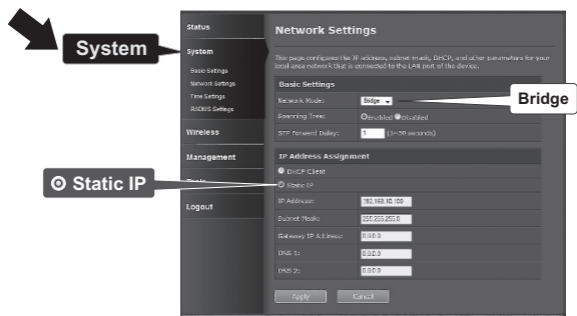 Status
System
Basic Settings
Network Settings
Time Settings
RADIUS Settings
Wireless
Management
Logout
System
Static IP
Bridge
Network Settings
This page configures the IP address, subnet mask, DHCP, and other parameters for your
local area network that is connected to the LAN port of the device.
Basic Settings
Network Mode: Bridge
Spanning Tree: Enabled Disabled
STP Forward Delay: 1 (1~30 seconds)
IP Address Assignment
DHCP Client
Static IP
IP Address: 192.168.10.100
Subnet Mask: 255.255.255.0
Gateway IP Address: 0.0.0.0
DNS 1: 0.0.0.0
DNS 2: 0.0.0.0
Apply Cancel